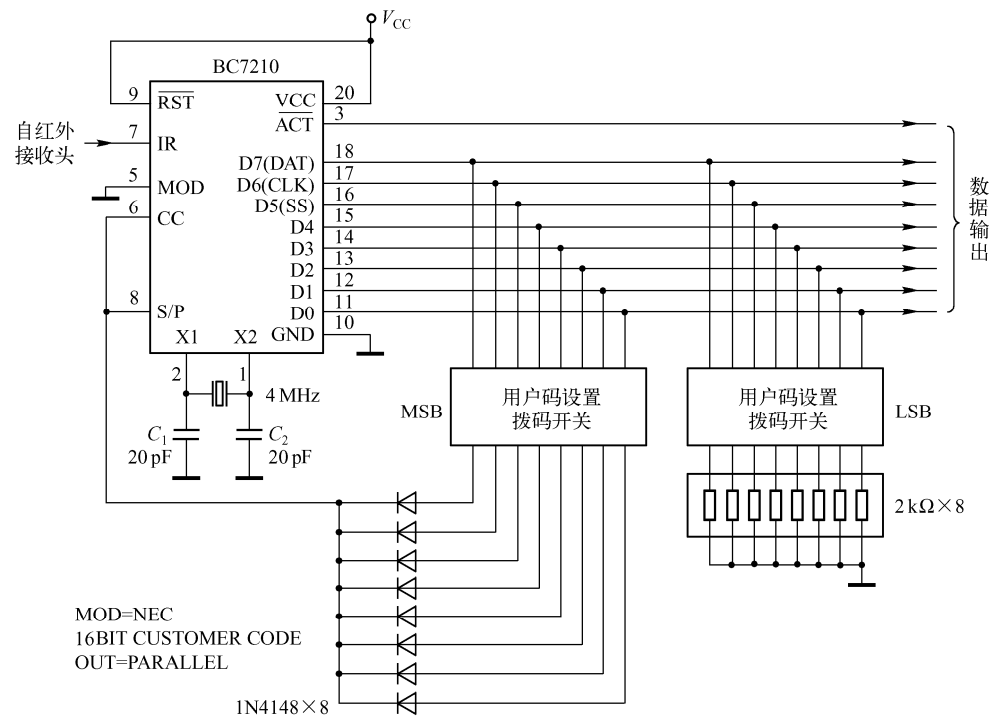 VCC
BC7210
9
RST
VCC
20
ACT
3
自红外
接收头
7
IR
D7(DAT)
18
D6(CLK)
17
5
MOD
D5(SS)
16
6
CC
D4
15
D3
14
D2
13
D1
12
8
S/P
D0
11
X1
X2
GND
10
数据输出
2
1
4 MHz
C1
20 pF
C2
20 pF
MSB
用户码设置
拨码开关
用户码设置
拨码开关
LSB
2 kΩ×8
MOD=NEC
16BIT CUSTOMER CODE
OUT=PARALLEL
1N4148×8